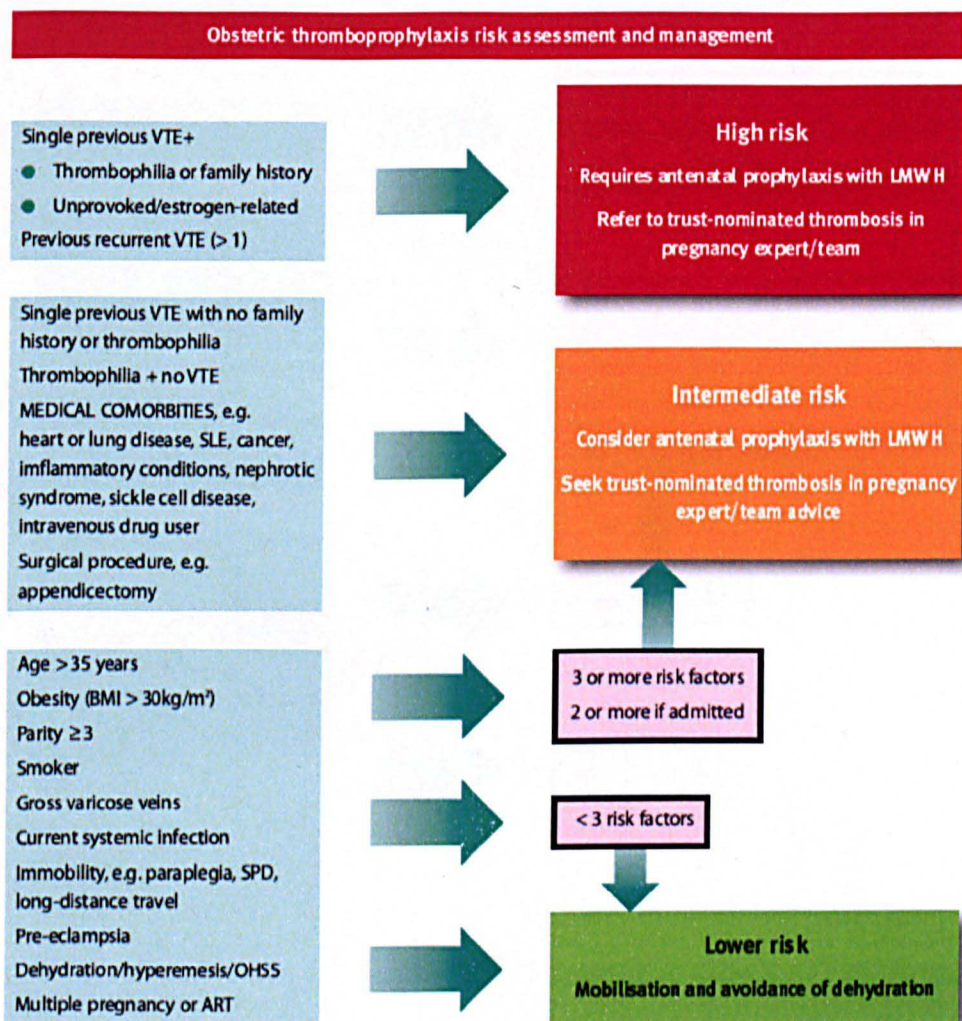 Obstetric thromboprophylaxis risk assessment and management
Single previous VTE+
Thrombophilia or family history
Unprovoked/estrogen-related
Previous recurrent VTE (> 1)
High risk
Requires antenatal prophylaxis with LMWH
Refer to trust-nominated thrombosis in
pregnancy expert/team
Single previous VTE with no family
history or thrombophilia
Thrombophilia + no VTE
MEDICAL COMORBITIES, e.g.
heart or lung disease, SLE, cancer,
imflammatory conditions, nephrotic
syndrome, sickle cell disease,
intravenous drug user
Surgical procedure, e.g.
appendicectomy
Intermediate risk
Consider antenatal prophylaxis with LMWH
Seek trust-nominated thrombosis in pregnancy
expert/team advice
Age > 35 years
Obesity (BMI > 30kg/m²)
Parity ≥ 3
Smoker
Gross varicose veins
Current systemic infection
Immobility, e.g. paraplegia, SPD,
long-distance travel
Pre-eclampsia
Dehydration/hyperemesis/OHSS
Multiple pregnancy or ART
3 or more risk factors
2 or more if admitted
< 3 risk factors
Lower risk
Mobilisation and avoidance of dehydration